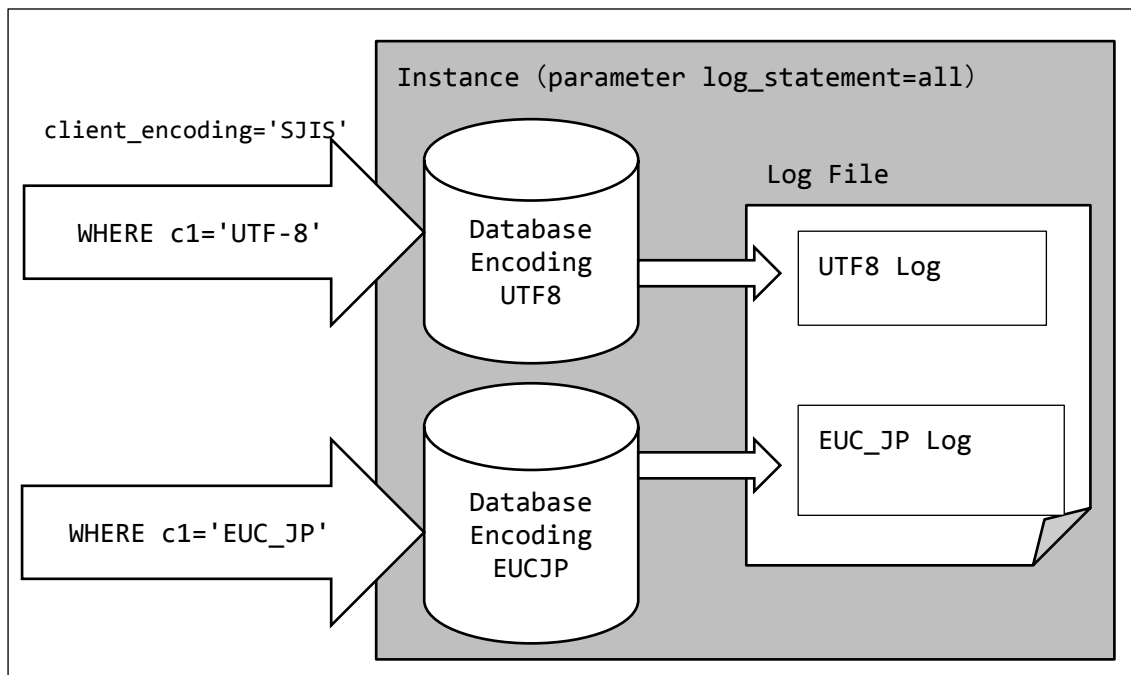 Instance（parameter log_statement=all）
client_encoding='SJIS'
WHERE c1='UTF-8'
Database
Encoding
UTF8
Log File
UTF8 Log
WHERE c1='EUC_JP'
Database
Encoding
EUCJP
EUC_JP Log